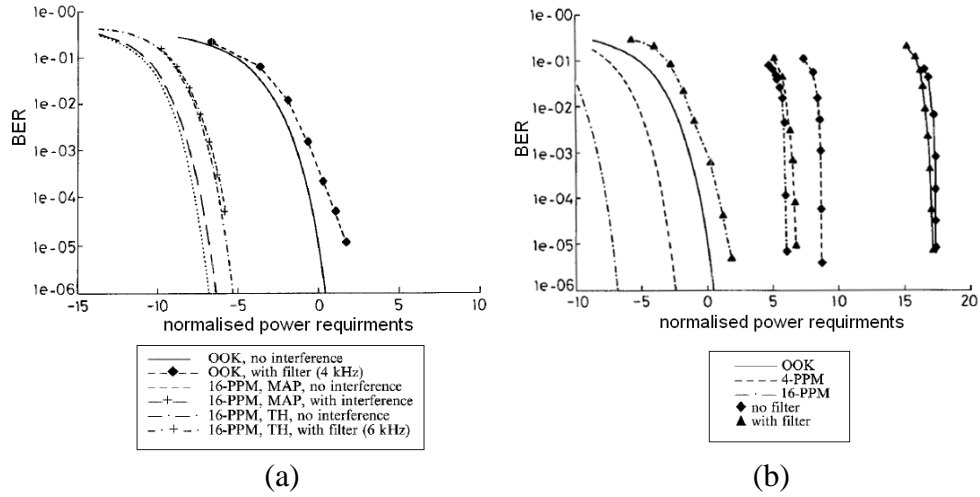 1e-00
1e-01
1e-02
1e-03
1e-04
1e-05
1e-06
BER
-15 -10 -5 0 5 10
normalised power requirments
OOK, no interference
OOK, with filter (4 kHz)
16-PPM, MAP, no interference
16-PPM, MAP, with interference
16-PPM, TH, no interference
16-PPM, TH, with filter (6 kHz)
(a)
1e-00
1e-01
1e-02
1e-03
1e-04
1e-05
1e-06
BER
-10 -5 0 5 10 15 20
normalised power requirments
OOK
4-PPM
16-PPM
no filter
with filter
(b)